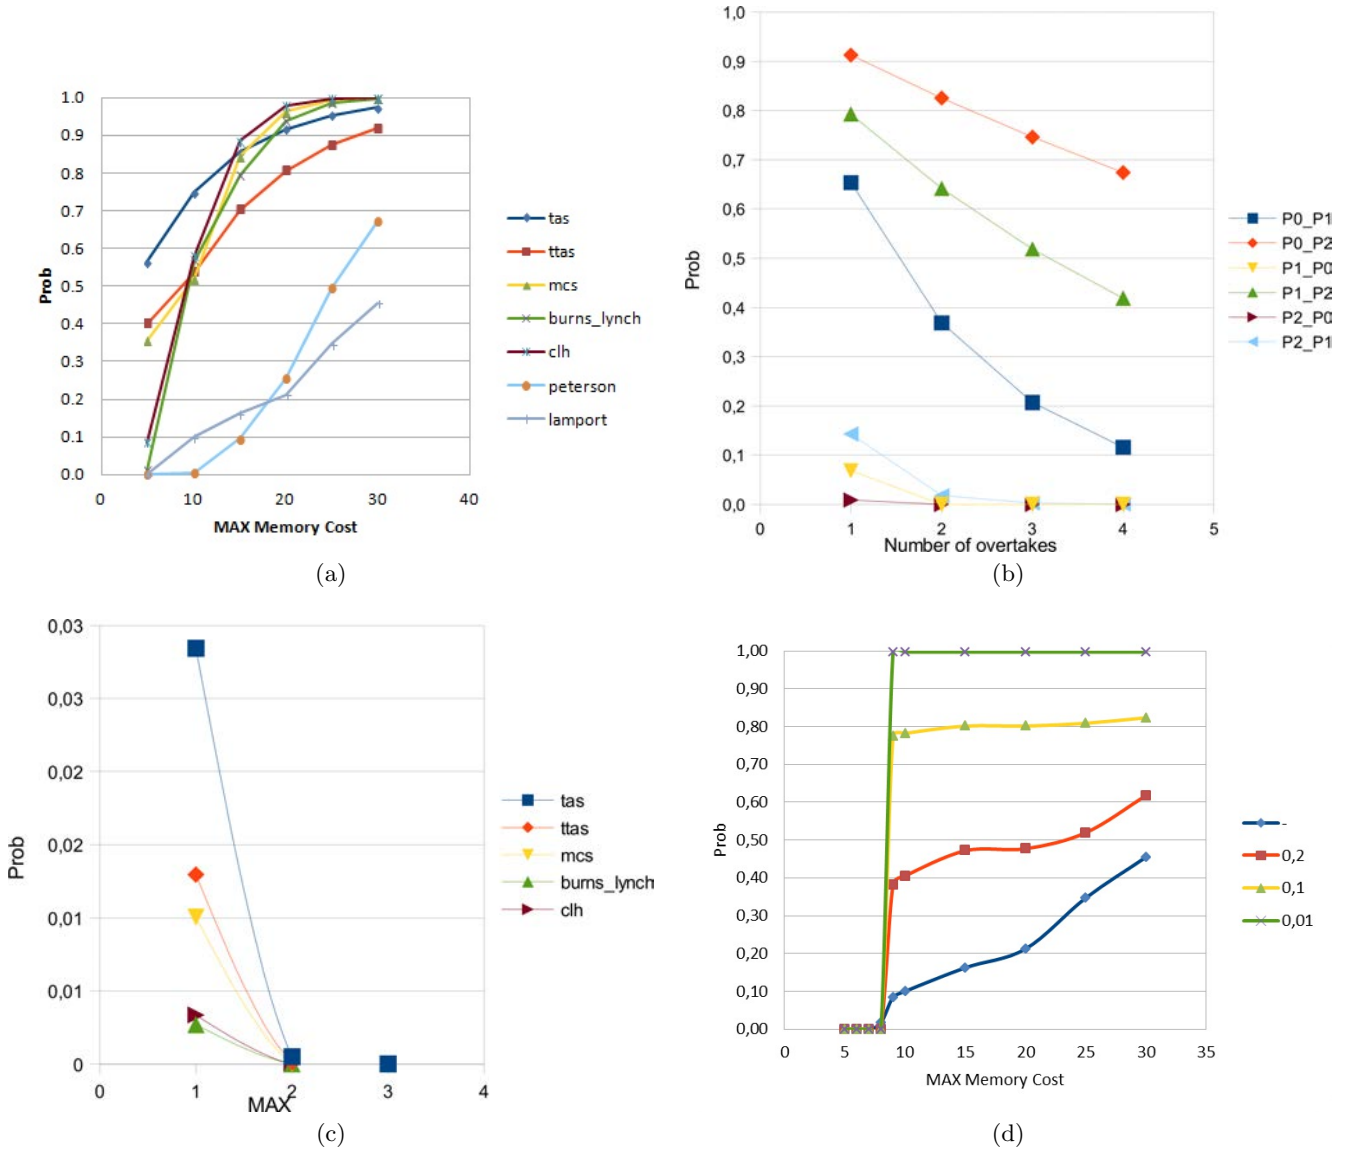 1.0
0.9
0.8
0.7
0.6
0.5
0.4
0.3
0.2
0.1
0.0
Prob
0 10 20 30 40
MAX Memory Cost
tas
ttas
mcs
burns_lynch
clh
peterson
lamport
(a)
1,0
0,9
0,8
0,7
0,6
0,5
0,4
0,3
0,2
0,1
0,0
Prob
0 1 2 3 4 5
Number of overtakes
P0_P1
P0_P2
P1_P0
P1_P2
P2_P0
P2_P1
(b)
0,03
0,03
0,02
0,02
0,01
0,01
0
Prob
0 1 2 3 4
MAX
tas
ttas
mcs
burns_lynch
clh
(c)
1,00
0,90
0,80
0,70
0,60
0,50
0,40
0,30
0,20
0,10
0,00
Prob
0 5 10 15 20 25 30 35
MAX Memory Cost
-
0,2
0,1
0,01
(d)